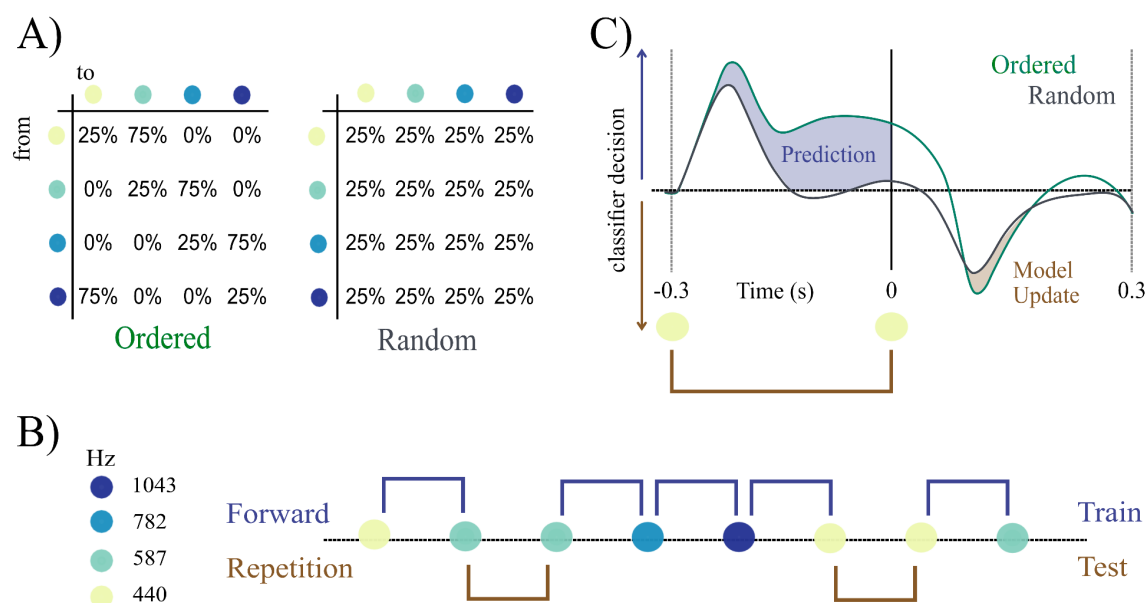 A)
to
from
25% 75% 0% 0%
0% 25% 75% 0%
0% 0% 25% 75%
75% 0% 0% 25%
Ordered
25% 25% 25% 25%
25% 25% 25% 25%
25% 25% 25% 25%
25% 25% 25% 25%
Random
C)
classifier decision
Ordered
Random
Prediction
Model
Update
-0.3 Time (s) 0 0.3
B)
Hz
1043
782
587
440
Forward
Repetition
Train
Test